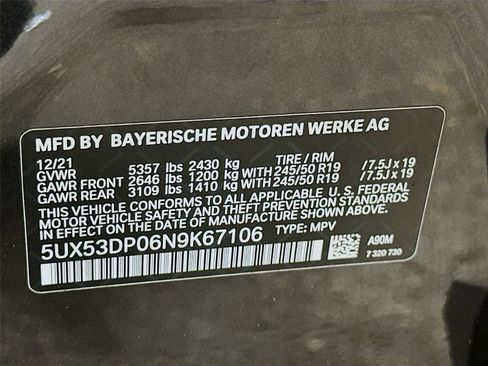 MFD BY BAYERISCHE MOTOREN WERKE AG
12/21 TIRE / RIM
GVWR 5357 lbs 2430 kg
GAWR FRONT 2646 lbs 1200 kg WITH 245/50 R19 /7.5J x 19
GAWR REAR 3109 lbs 1410 kg WITH 245/50 R19 /7.5J x 19
THIS VEHICLE CONFORMS TO ALL APPLICABLE
FEDERAL MOTOR VEHICLE SAFETY STANDARDS IN
EFFECT ON THE DATE OF MANUFACTURE SHOWN ABOVE.
5UX53DP06N9K67106 TYPE: MPV
A90M
7 320 730